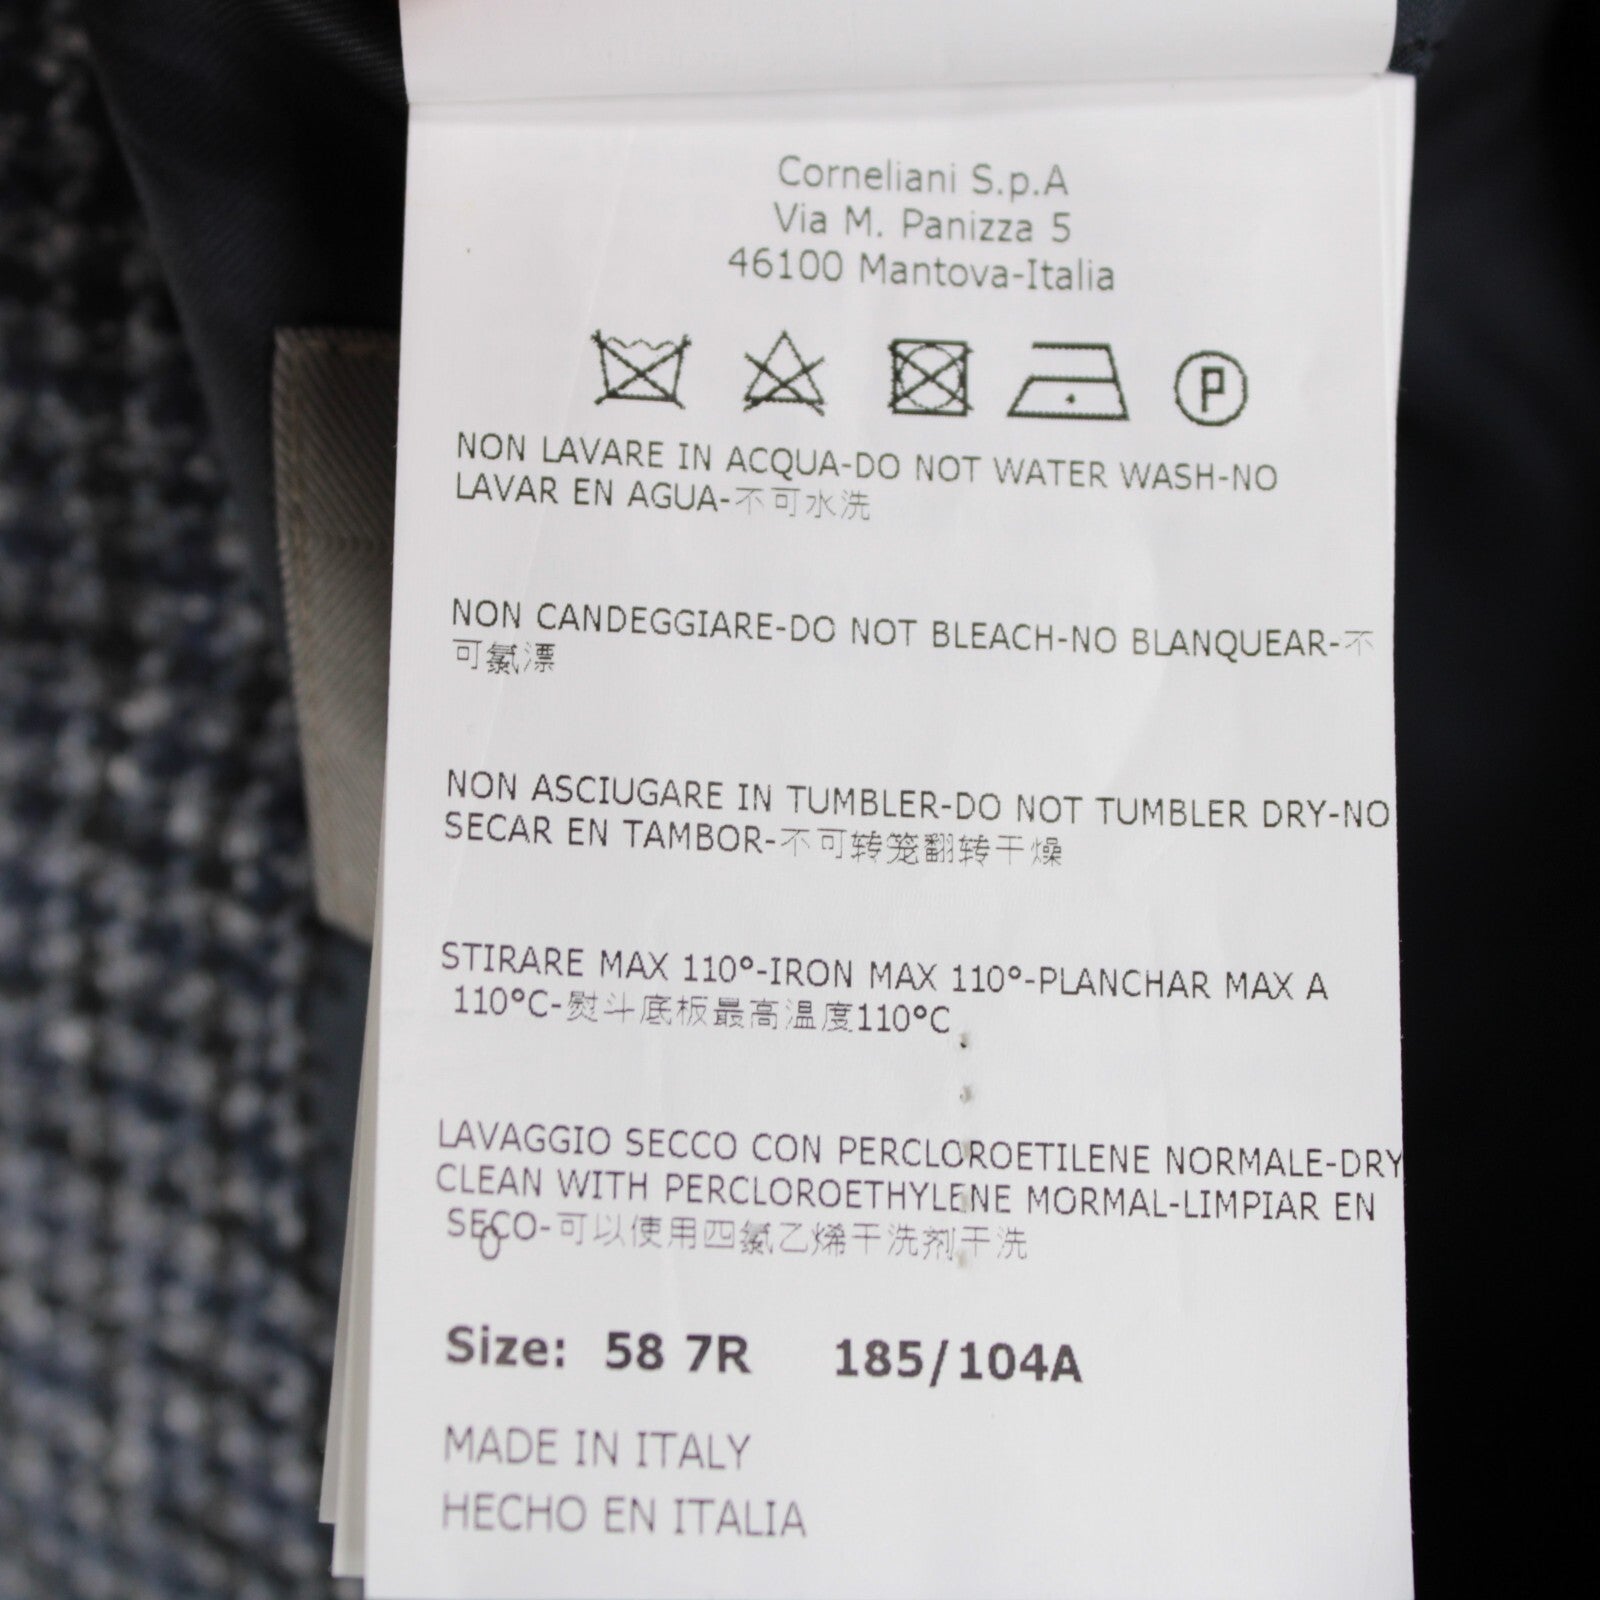 Corneliani S.p.A
Via M. Panizza 5
46100 Mantova-Italia
P
NON LAVARE IN ACQUA-DO NOT WATER WASH-NO
LAVAR EN AGUA-不可水洗
NON CANDEGGIARE-DO NOT BLEACH-NO BLANQUEAR-不
可氯漂
NON ASCIUGARE IN TUMBLER-DO NOT TUMBLER DRY-NO
SECAR EN TAMBOR-不可转笼翻转干燥
STIRARE MAX 110°-IRON MAX 110°-PLANCHAR MAX A
110°C-熨斗底板最高温度110°C
LAVAGGIO SECCO CON PERCLOROETILENE NORMALE-DRY
CLEAN WITH PERCLOROETHYLENE MORMAL-LIMPIAR EN
SECO-可以使用四氯乙烯干洗剂干洗
0
Size: 58 7R 185/104A
MADE IN ITALY
HECHO EN ITALIA